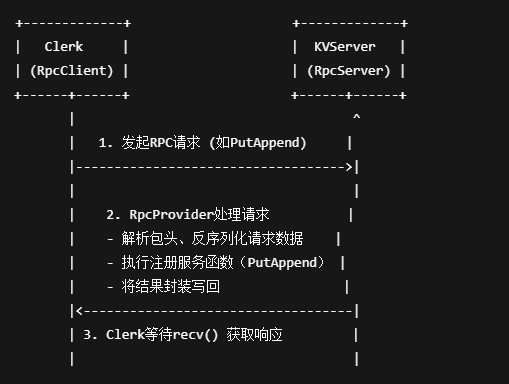 +-------------+                     +-------------+
|    Clerk     |                     |  KVServer   |
| (RpcClient) |                     | (RpcServer) |
+------+------+                     +------+------+
       |                                   ^
       |   1. 发起RPC请求 (如PutAppend)     |
       |---------------------------------->|
       |                                   |
       |    2. RpcProvider处理请求          |
       |    - 解析包头、反序列化请求数据    |
       |    - 执行注册服务函数（PutAppend） |
       |    - 将结果封装写回                |
       |<----------------------------------|
       | 3. Clerk等待recv() 获取响应         |
       |                                   |